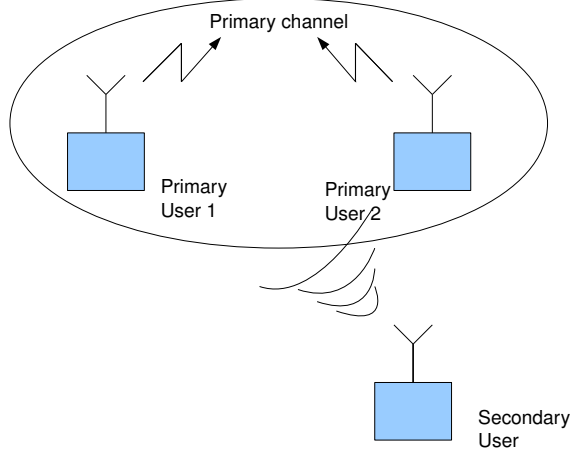 Primary channel
Primary
User 1
Primary
User 2
Secondary
User